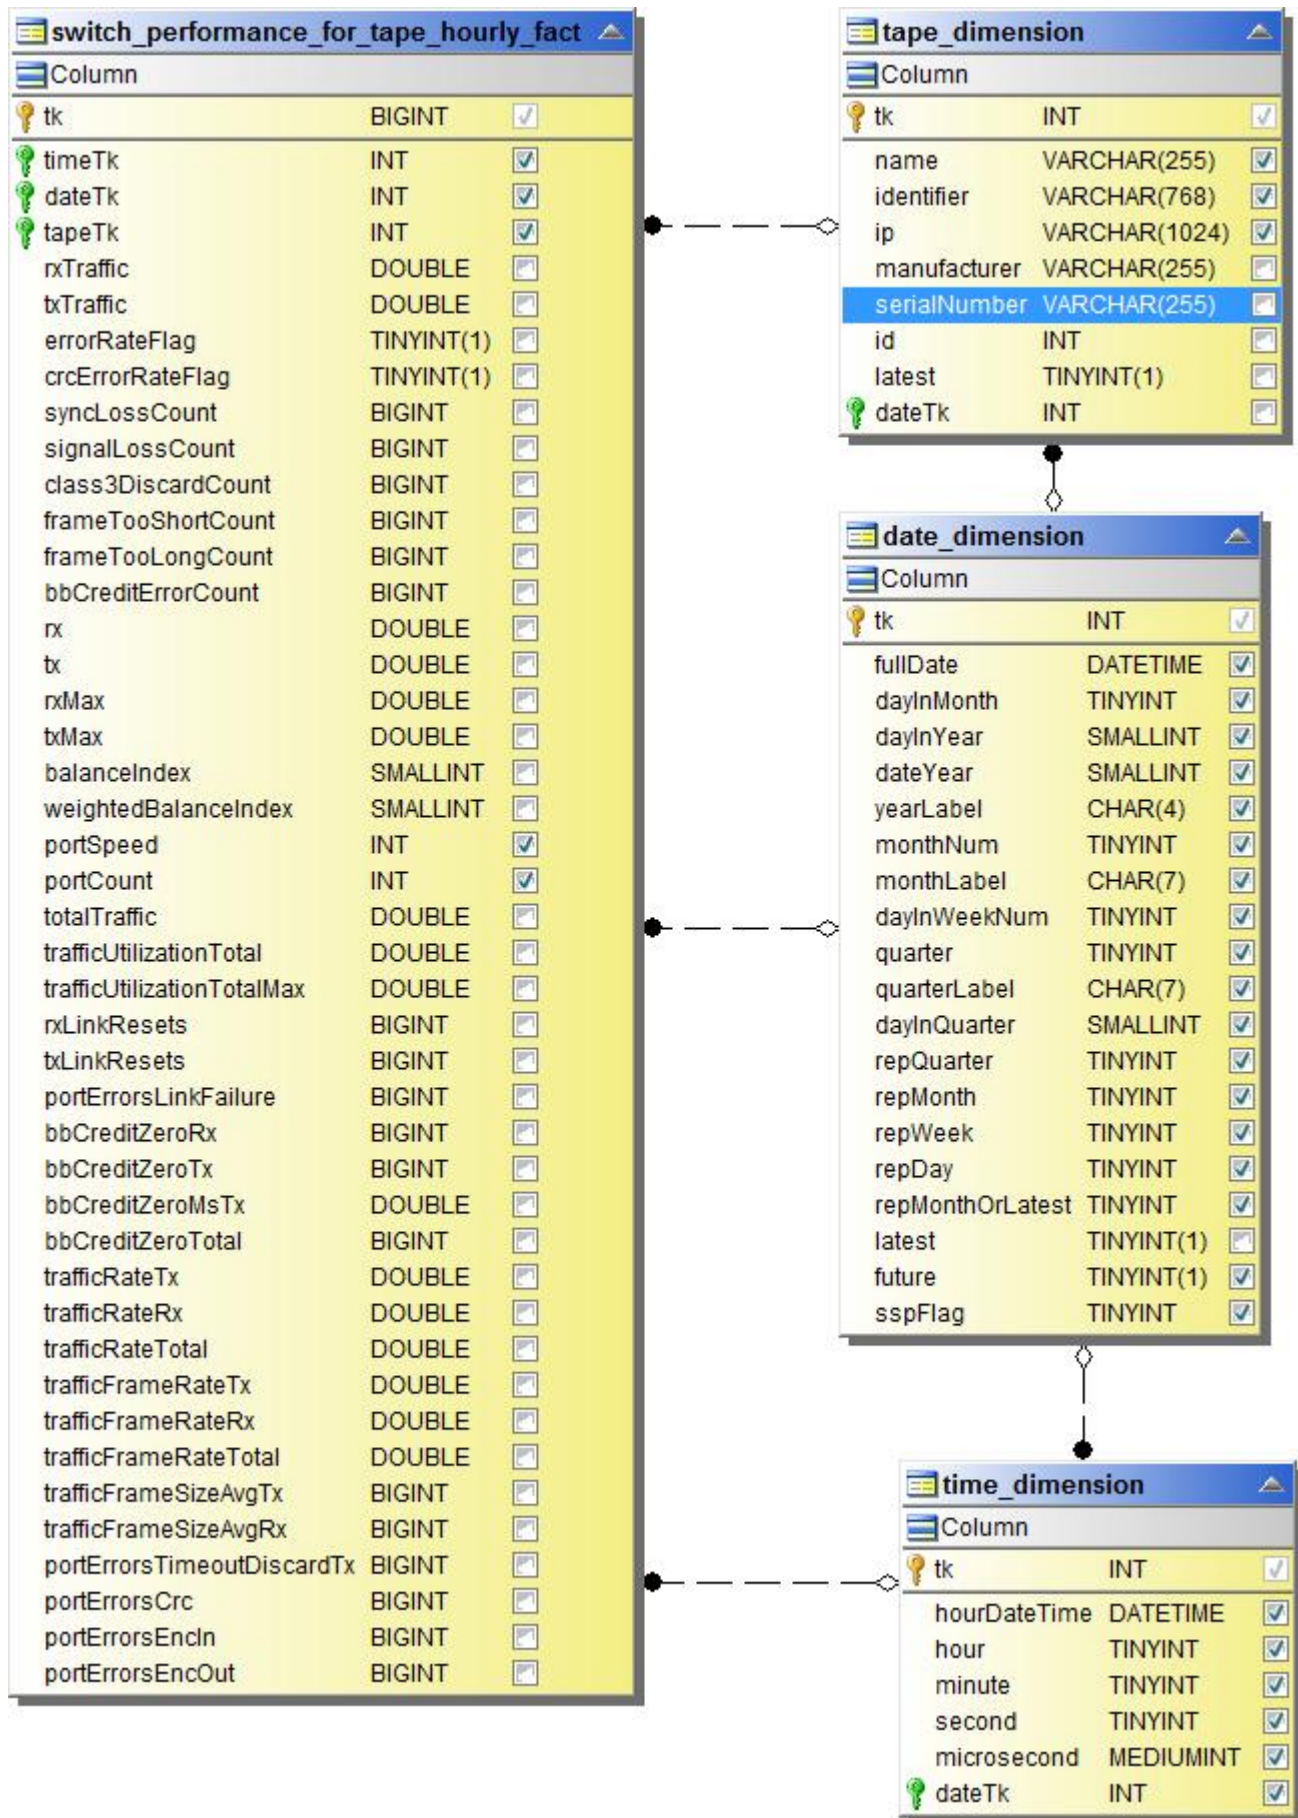 switch_performance_for_tape_hourly_fact
Column
tk BIGINT
timeTk INT
dateTk INT
tapeTk INT
rxTraffic DOUBLE
txTraffic DOUBLE
errorRateFlag TINYINT(1)
crcErrorRateFlag TINYINT(1)
syncLossCount BIGINT
signalLossCount BIGINT
class3DiscardCount BIGINT
frameTooShortCount BIGINT
frameTooLongCount BIGINT
bbCreditErrorCount BIGINT
rx DOUBLE
tx DOUBLE
rxMax DOUBLE
txMax DOUBLE
balanceIndex SMALLINT
weightedBalanceIndex SMALLINT
portSpeed INT
portCount INT
totalTraffic DOUBLE
trafficUtilizationTotal DOUBLE
trafficUtilizationTotalMax DOUBLE
rxLinkResets BIGINT
txLinkResets BIGINT
portErrorsLinkFailure BIGINT
bbCreditZeroRx BIGINT
bbCreditZeroTx BIGINT
bbCreditZeroMsTx DOUBLE
bbCreditZeroTotal BIGINT
trafficRateTx DOUBLE
trafficRateRx DOUBLE
trafficRateTotal DOUBLE
trafficFrameRateTx DOUBLE
trafficFrameRateRx DOUBLE
trafficFrameRateTotal DOUBLE
trafficFrameSizeAvgTx BIGINT
trafficFrameSizeAvgRx BIGINT
portErrorsTimeoutDiscardTx BIGINT
portErrorsCrc BIGINT
portErrorsEncIn BIGINT
portErrorsEncOut BIGINT
tape_dimension
Column
tk INT
name VARCHAR(255)
identifier VARCHAR(768)
ip VARCHAR(1024)
manufacturer VARCHAR(255)
serialNumber VARCHAR(255)
id INT
latest TINYINT(1)
dateTk INT
date_dimension
Column
tk INT
fullDate DATETIME
dayInMonth TINYINT
dayInYear SMALLINT
dateYear SMALLINT
yearLabel CHAR(4)
monthNum TINYINT
monthLabel CHAR(7)
dayInWeekNum TINYINT
quarter TINYINT
quarterLabel CHAR(7)
dayInQuarter SMALLINT
repQuarter TINYINT
repMonth TINYINT
repWeek TINYINT
repDay TINYINT
repMonthOrLatest TINYINT
latest TINYINT(1)
future TINYINT(1)
sspFlag TINYINT
time_dimension
Column
tk INT
hourDateTime DATETIME
hour TINYINT
minute TINYINT
second TINYINT
microsecond MEDIUMINT
dateTk INT